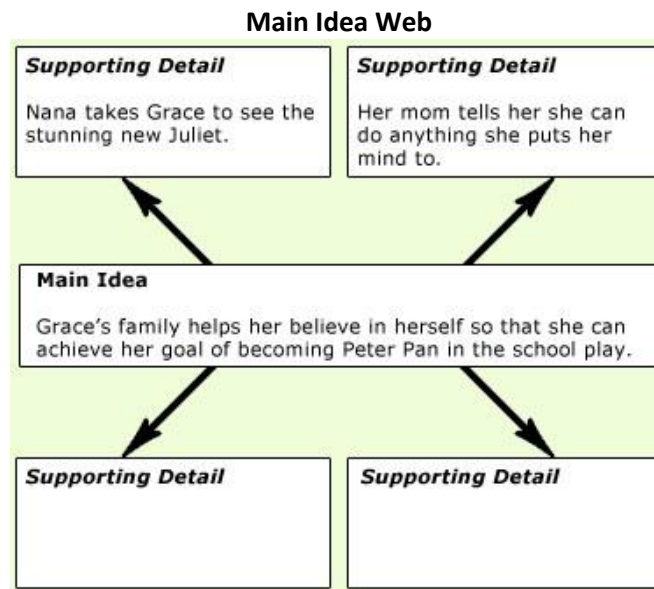 Main Idea Web
Supporting Detail
Nana takes Grace to see the
stunning new Juliet.
Supporting Detail
Her mom tells her she can
do anything she puts her
mind to.
Main Idea
Grace's family helps her believe in herself so that she can
achieve her goal of becoming Peter Pan in the school play.
Supporting Detail
Supporting Detail